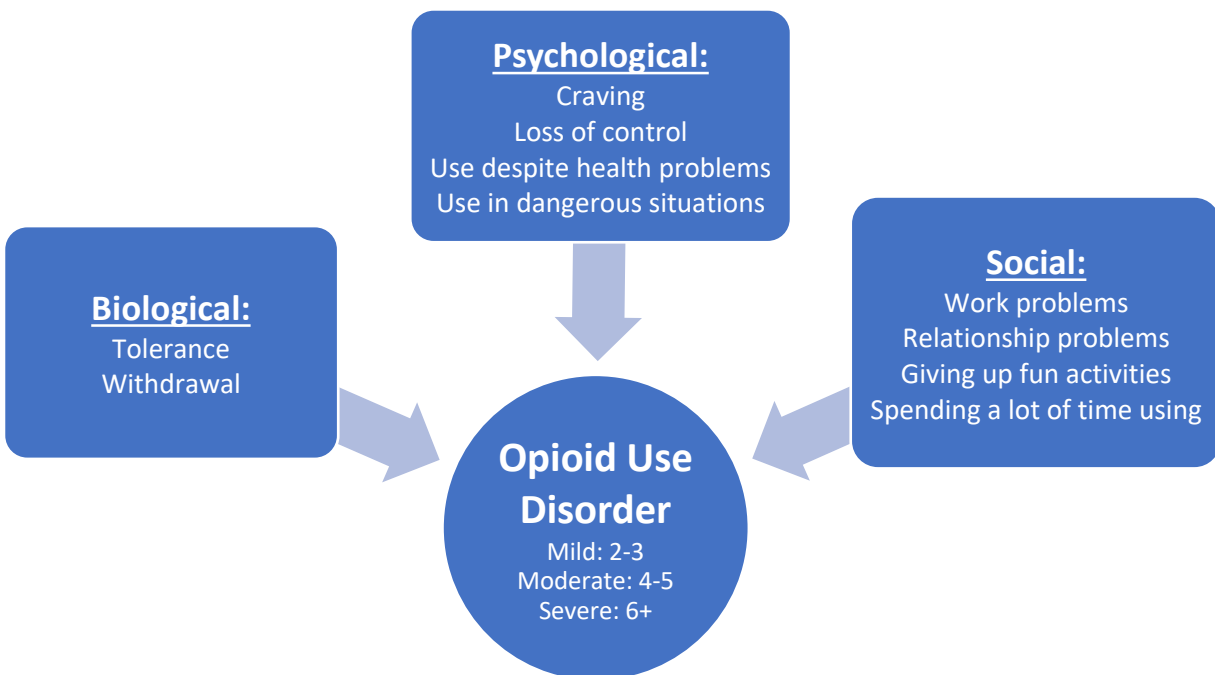 Psychological:
Craving
Loss of control
Use despite health problems
Use in dangerous situations
Biological:
Tolerance
Withdrawal
Social:
Work problems
Relationship problems
Giving up fun activities
Spending a lot of time using
Opioid Use
Disorder
Mild: 2-3
Moderate: 4-5
Severe: 6+